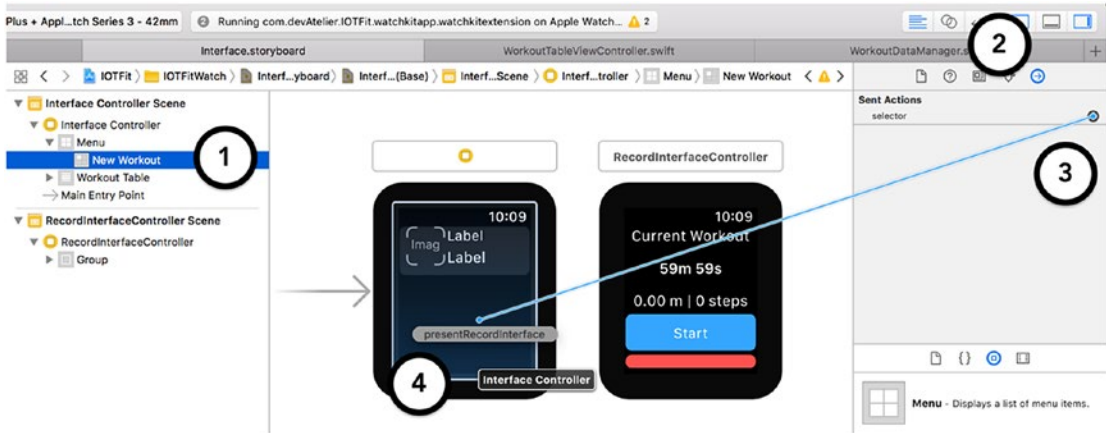 Plus + Appl...tch Series 3 - 42mm
Running com.devAtelier.IOTFit.watchkitapp.watchkitextension on Apple Watch... 2
Interface.storyboard
WorkoutTableViewController.swift
WorkoutDataManager.s
IOTFit
IOTFitWatch
Interf...yboard
Interf...(Base)
Interf...Scene
Interf...troller
Menu
New Workout
Interface Controller Scene
Interface Controller
Menu
New Workout
Workout Table
Main Entry Point
RecordInterfaceController Scene
RecordInterfaceController
Group
1
10:09
Imag
Label
Label
presentRecordInterface
Interface Controller
4
RecordInterfaceController
10:09
Current Workout
59m 59s
0.00 m | 0 steps
Start
2
Sent Actions
selector
3
Menu - Displays a list of menu items.